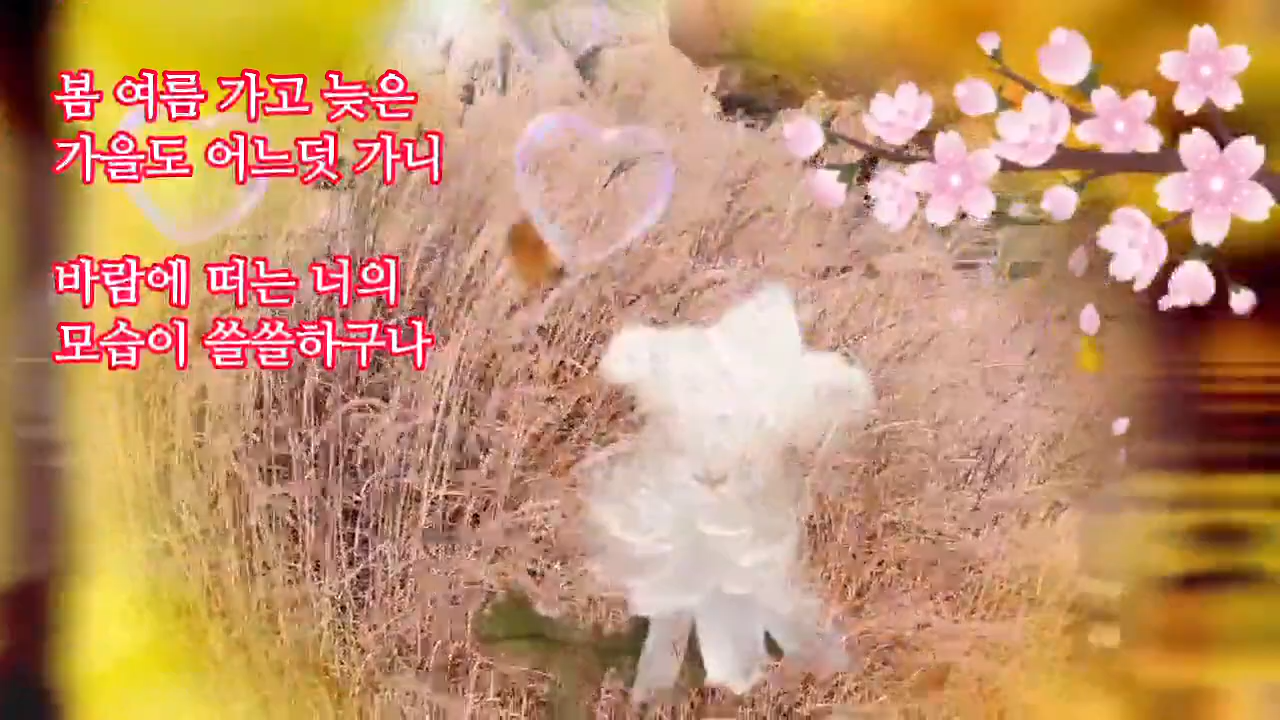 봄 여름 가고 늦은
가을도 어느덧 가니
바람에 떠는 너의
모습이 쓸쓸하구나